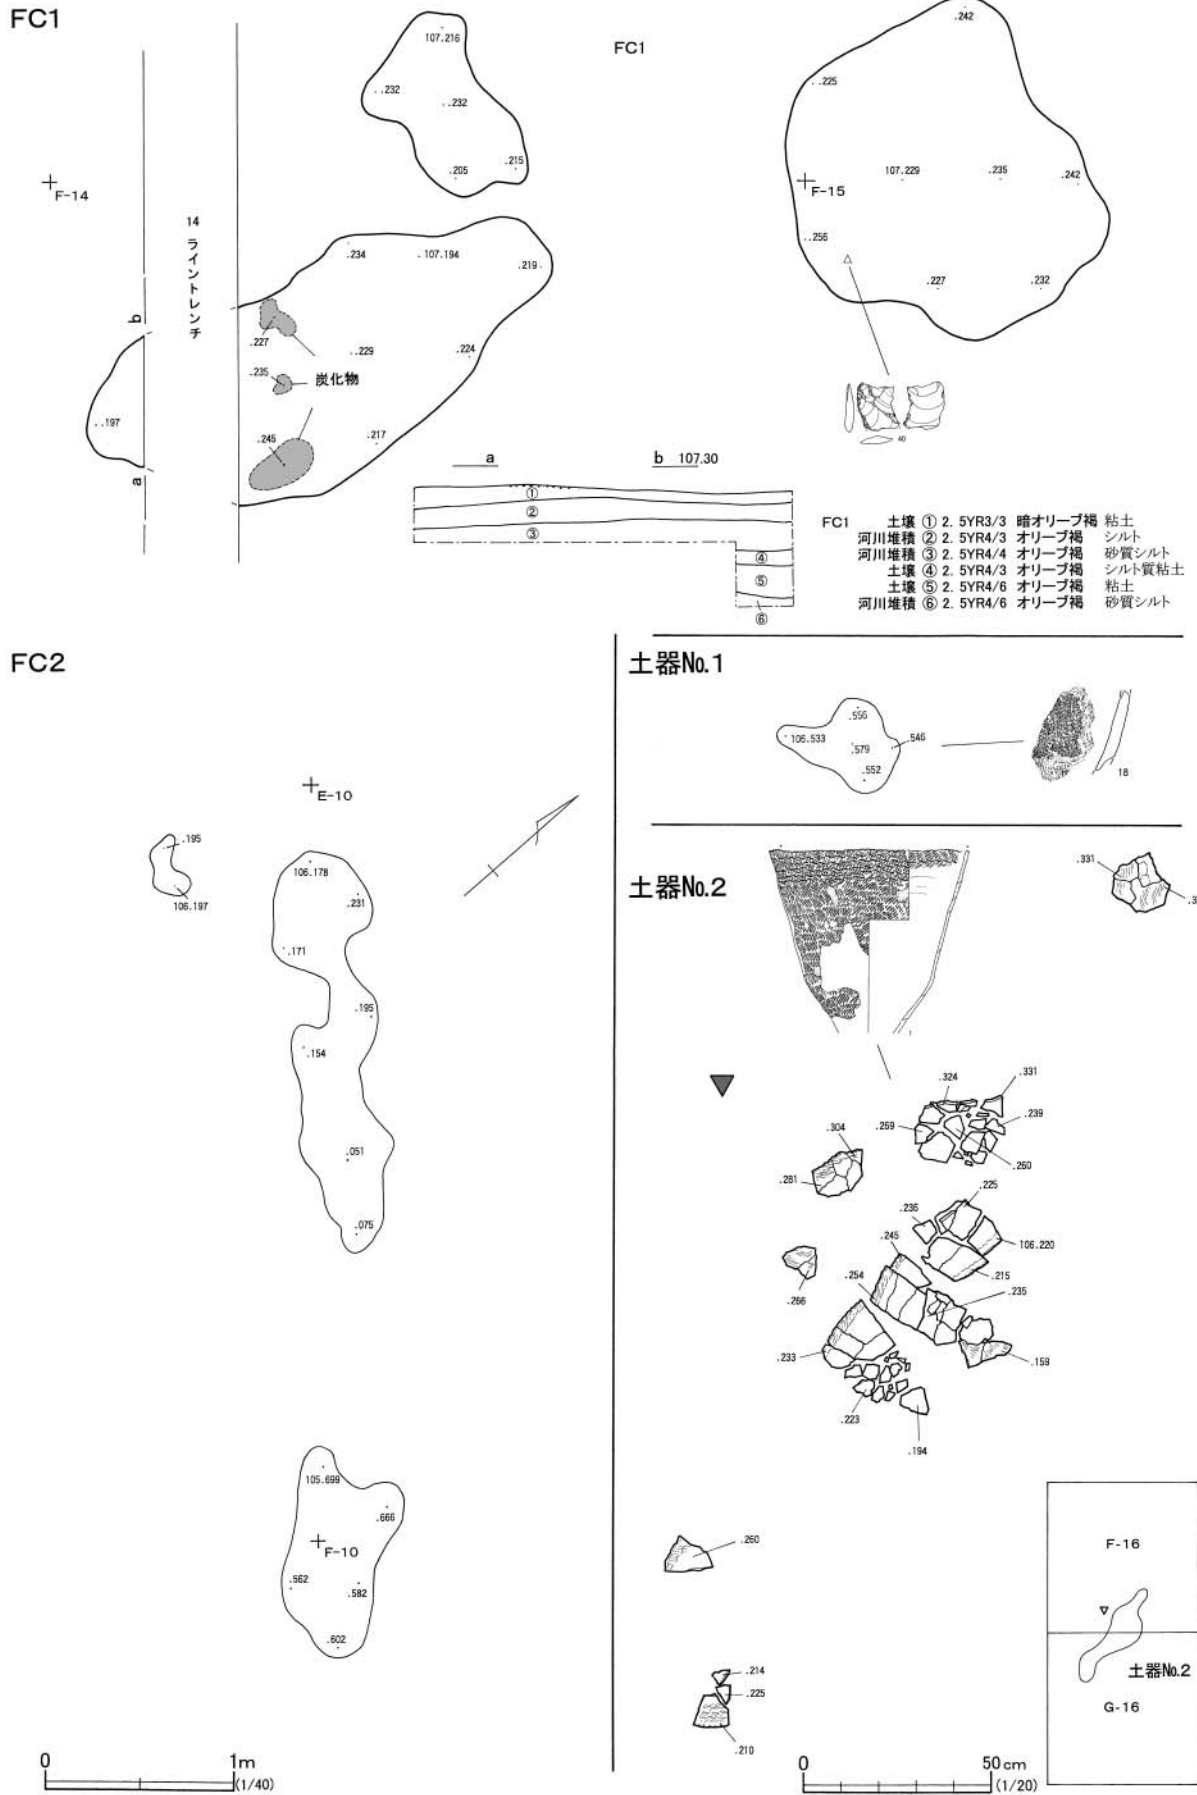 FC1
107.216
.232
.232
.205
.215
F-14
14ライントレンチ
b
a
.234
107.194
.219
.227
.229
.224
.235
炭化物
.197
.245
.217
FC1
.242
.225
107.229
.235
.242
F-15
.256
.227
.232
40
a
b 107.30
①
②
③
④
⑤
⑥
FC1 土壌 ① 2. 5YR3/3 暗オリーブ褐 粘土
河川堆積 ② 2. 5YR4/3 オリーブ褐 シルト
河川堆積 ③ 2. 5YR4/4 オリーブ褐 砂質シルト
土壌 ④ 2. 5YR4/3 オリーブ褐 シルト質粘土
土壌 ⑤ 2. 5YR4/6 オリーブ褐 粘土
河川堆積 ⑥ 2. 5YR4/6 オリーブ褐 砂質シルト
FC2
E-10
.195
106.197
106.178
.231
.171
.195
.154
.051
.075
105.699
.666
F-10
.562
.582
.602
0 1m
(1/40)
土器No.1
.556
106.533
.579
.546
.552
18
土器No.2
.331
1
.324
.331
.269
.239
.260
.304
.281
.225
.236
.245
106.220
.215
.254
.235
.266
.233
.159
.223
.194
.260
.214
.225
.210
F-16
土器No.2
G-16
0 50cm
(1/20)